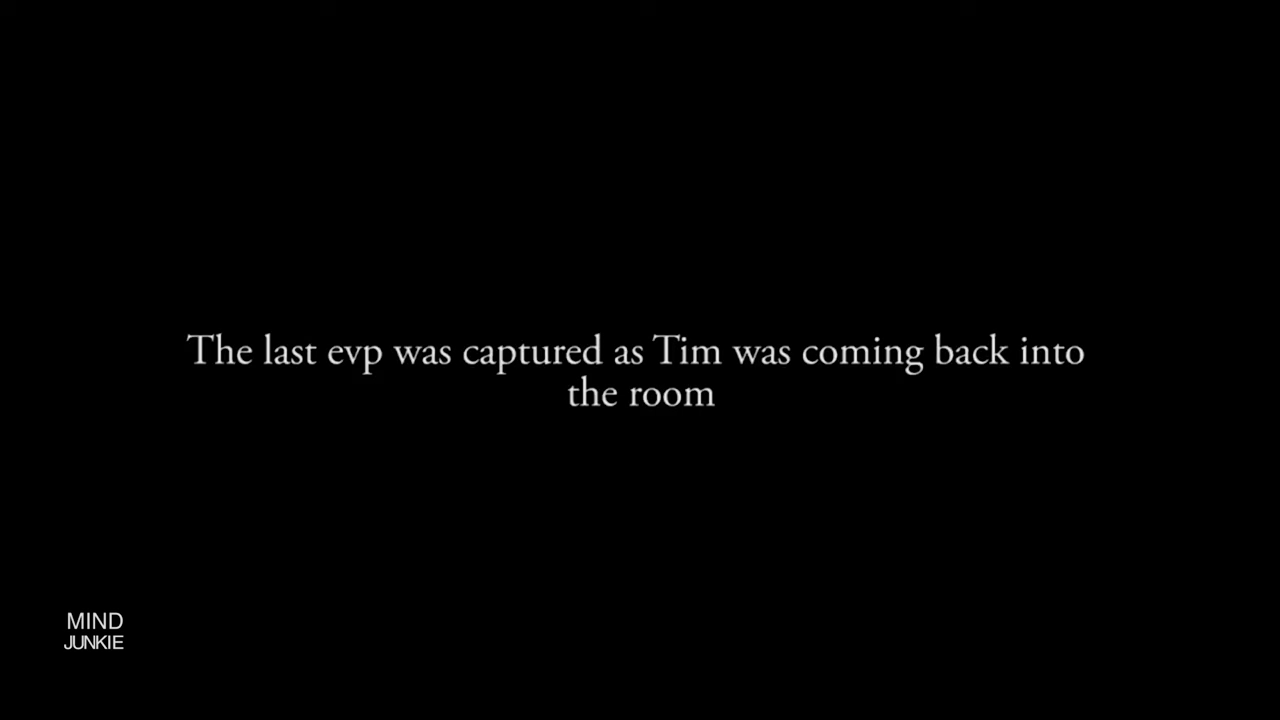 The last evp was captured as Tim was coming back into
the room
MIND
JUNKIE